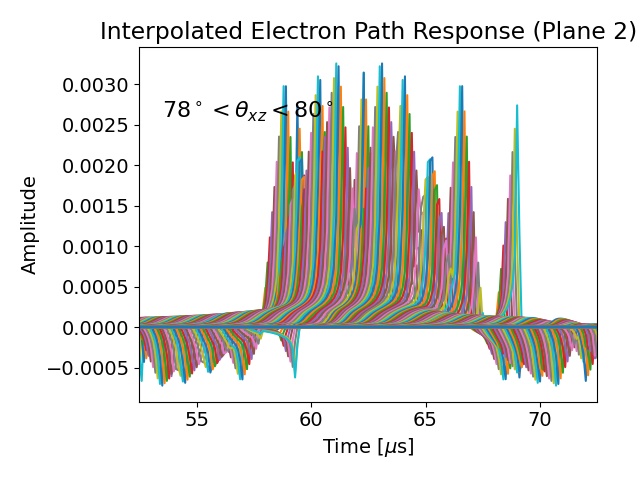 Interpolated Electron Path Response (Plane 2)
78° < θxz < 80°
Amplitude
0.0030
0.0025
0.0020
0.0015
0.0010
0.0005
0.0000
−0.0005
55 60 65 70
Time [μs]